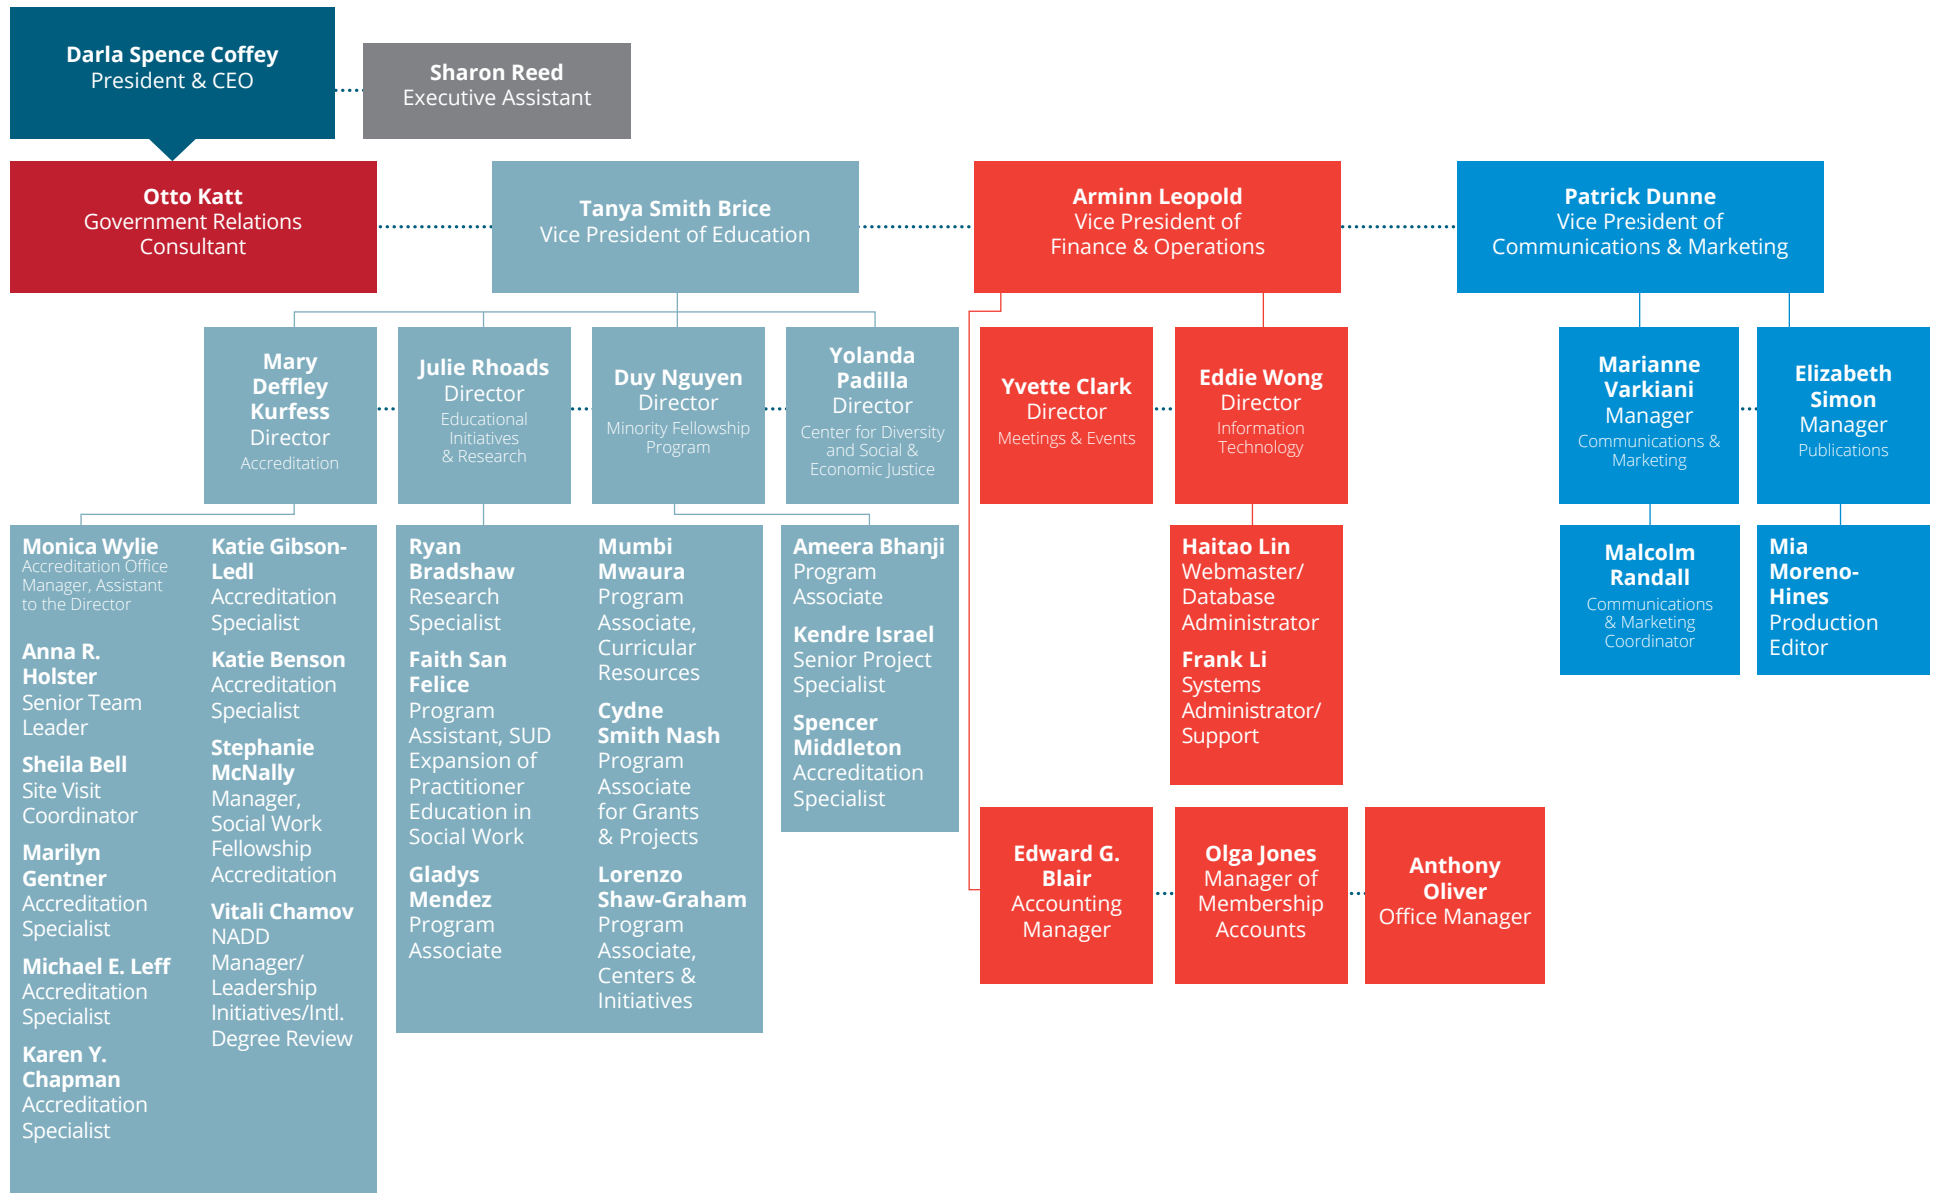 Darla Spence Coffey
President & CEO
Sharon Reed
Executive Assistant
Otto Katt
Government Relations
Consultant
Tanya Smith Brice
Vice President of Education
Arminn Leopold
Vice President of
Finance & Operations
Patrick Dunne
Vice President of
Communications & Marketing
Mary
Deffley
Kurfess
Director
Accreditation
Julie Rhoads
Director
Educational
Initiatives
& Research
Duy Nguyen
Director
Minority Fellowship
Program
Yolanda
Padilla
Director
Center for Diversity
and Social &
Economic Justice
Yvette Clark
Director
Meetings & Events
Eddie Wong
Director
Information
Technology
Marianne
Varkiani
Manager
Communications &
Marketing
Elizabeth
Simon
Manager
Publications
Monica Wylie
Accreditation Office
Manager, Assistant
to the Director
Anna R.
Holster
Senior Team
Leader
Sheila Bell
Site Visit
Coordinator
Marilyn
Gentner
Accreditation
Specialist
Michael E. Leff
Accreditation
Specialist
Karen Y.
Chapman
Accreditation
Specialist
Katie Gibson-
Ledl
Accreditation
Specialist
Katie Benson
Accreditation
Specialist
Stephanie
McNally
Manager,
Social Work
Fellowship
Accreditation
Vitali Chamov
NADD
Manager/
Leadership
Initiatives/Intl.
Degree Review
Ryan
Bradshaw
Research
Specialist
Faith San
Felice
Program
Assistant, SUD
Expansion of
Practitioner
Education in
Social Work
Gladys
Mendez
Program
Associate
Mumbi
Mwaura
Program
Associate,
Curricular
Resources
Cydne
Smith Nash
Program
Associate
for Grants
& Projects
Lorenzo
Shaw-Graham
Program
Associate,
Centers &
Initiatives
Ameera Bhanji
Program
Associate
Kendre Israel
Senior Project
Specialist
Spencer
Middleton
Accreditation
Specialist
Haitao Lin
Webmaster/
Database
Administrator
Frank Li
Systems
Administrator/
Support
Malcolm
Randall
Communications
& Marketing
Coordinator
Mia
Moreno-
Hines
Production
Editor
Edward G.
Blair
Accounting
Manager
Olga Jones
Manager of
Membership
Accounts
Anthony
Oliver
Office Manager